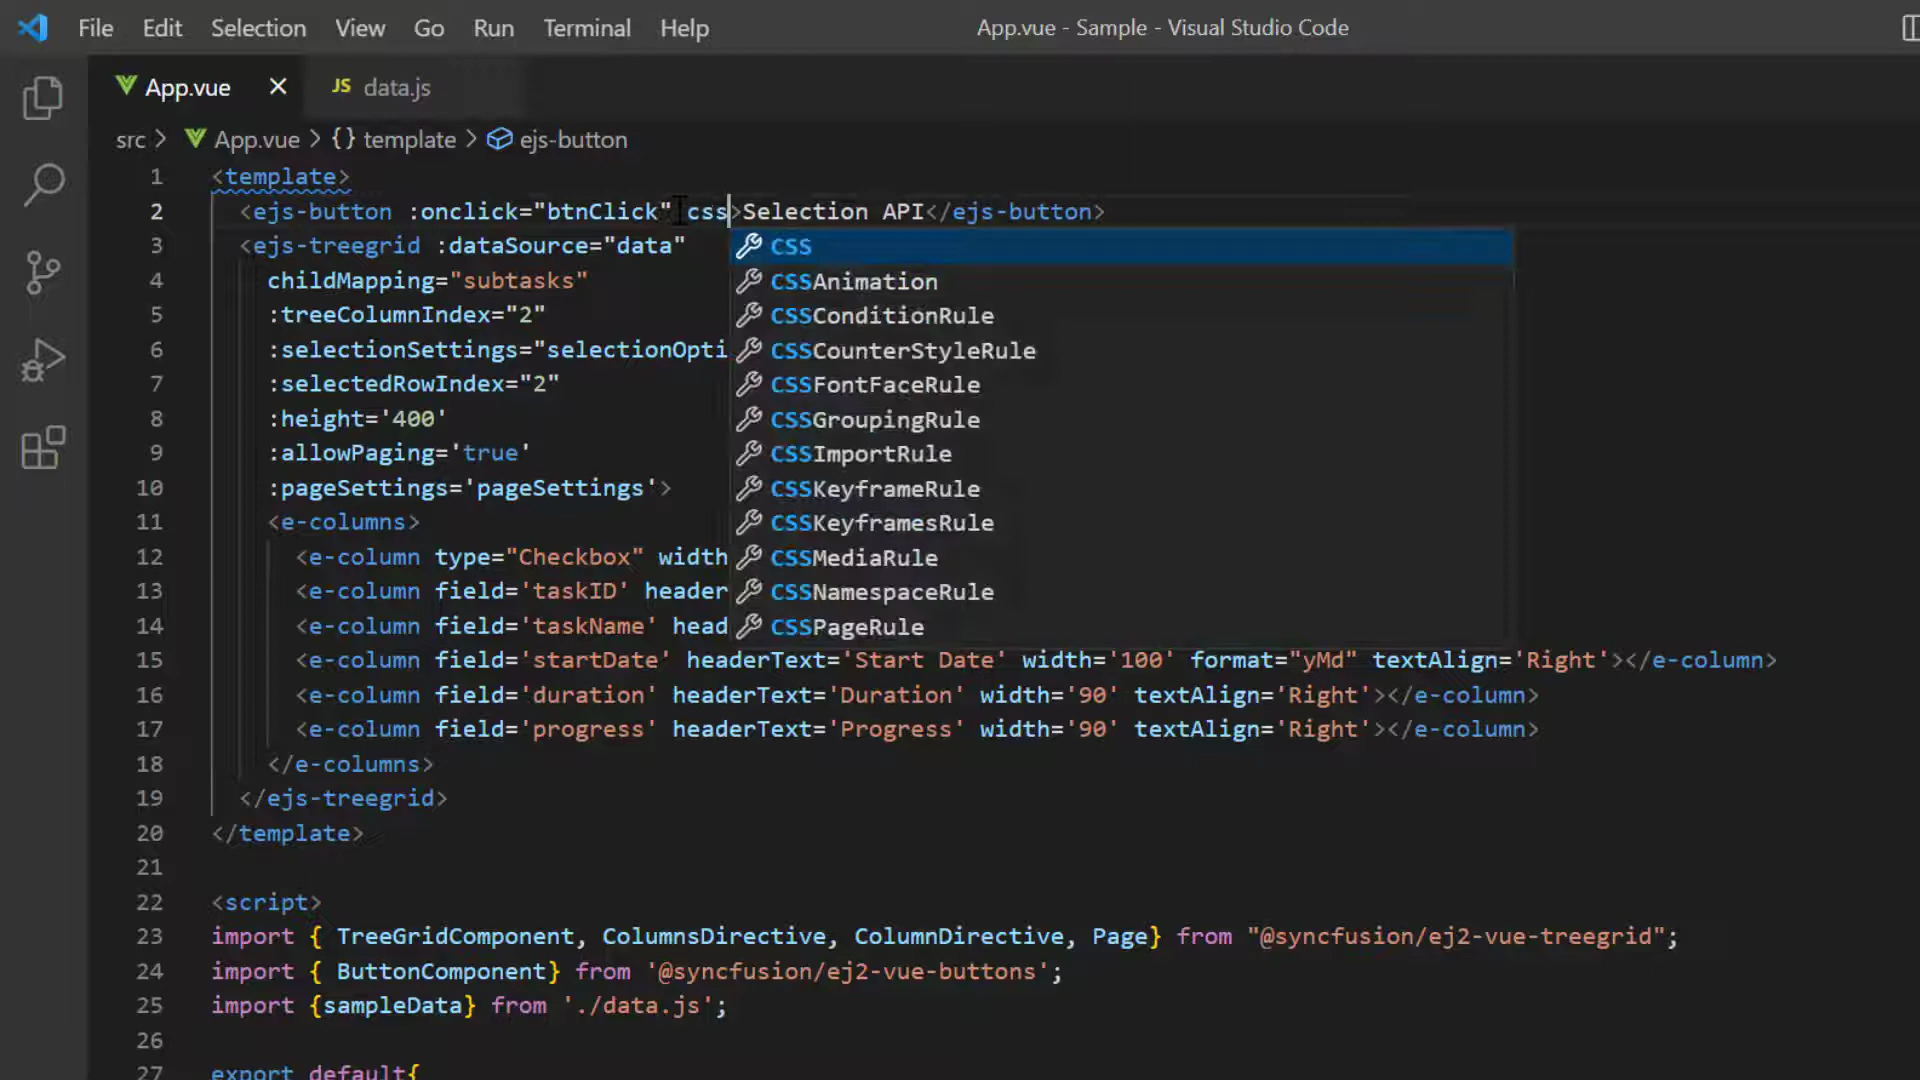 File Edit Selection View Go Run Terminal Help App.vue - Sample - Visual Studio Code
App.vue JS data.js
src > App.vue > {} template > ejs-button
1 <template>
2 <ejs-button :onclick="btnClick" css>Selection API</ejs-button>
3 <ejs-treegrid :dataSource="data"
4 childMapping="subtasks"
5 :treeColumnIndex="2"
6 :selectionSettings="selectionOpti
7 :selectedRowIndex="2"
8 :height='400'
9 :allowPaging='true'
10 :pageSettings='pageSettings'>
11 <e-columns>
12 <e-column type="Checkbox" width
13 <e-column field='taskID' header
14 <e-column field='taskName' head
CSS
CSSAnimation
CSSConditionRule
CSSCounterStyleRule
CSSFontFaceRule
CSSGroupingRule
CSSImportRule
CSSKeyframeRule
CSSKeyframesRule
CSSMediaRule
CSSNamespaceRule
CSSPageRule
15 <e-column field='startDate' headerText='Start Date' width='100' format="yMd" textAlign='Right'></e-column>
16 <e-column field='duration' headerText='Duration' width='90' textAlign='Right'></e-column>
17 <e-column field='progress' headerText='Progress' width='90' textAlign='Right'></e-column>
18 </e-columns>
19 </ejs-treegrid>
20 </template>
21
22 <script>
23 import { TreeGridComponent, ColumnsDirective, ColumnDirective, Page} from "@syncfusion/ej2-vue-treegrid";
24 import { ButtonComponent} from '@syncfusion/ej2-vue-buttons';
25 import {sampleData} from './data.js';
26
27 export default{